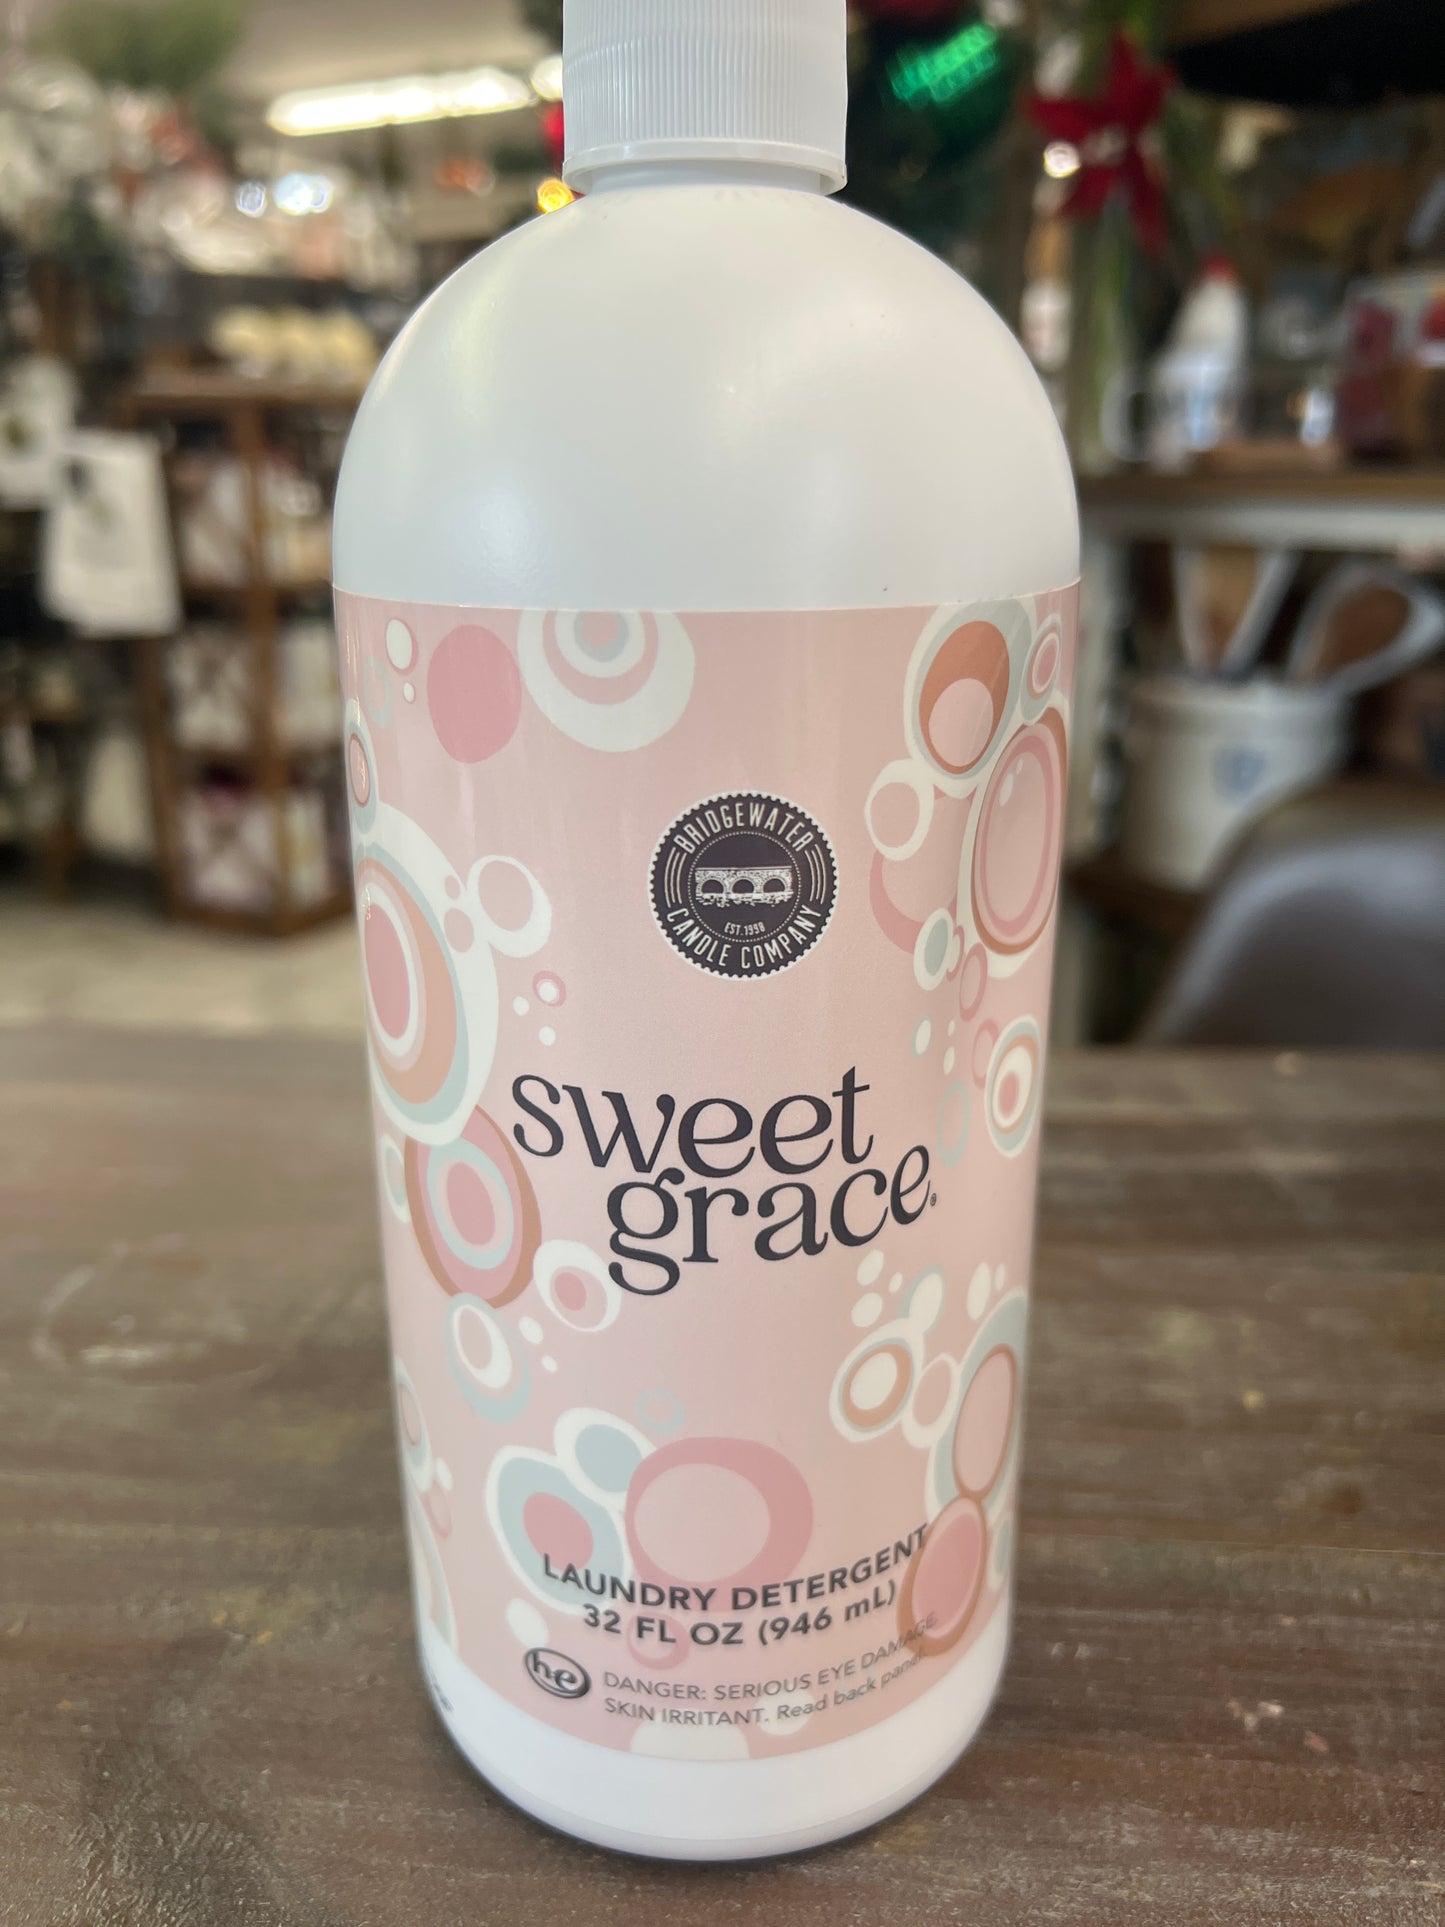 BRIDGEWATER
EST. 1998
CANDLE COMPANY
sweet
grace®
LAUNDRY DETERGENT
32 FL OZ (946 mL)
he
DANGER: SERIOUS EYE DAMAGE
SKIN IRRITANT. Read back panel.